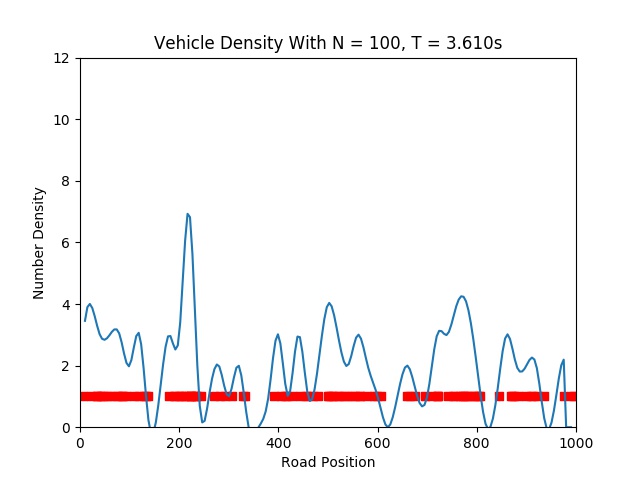 Vehicle Density With N = 100, T = 3.610s
12
10
8
6
4
2
0
Number Density
0 200 400 600 800 1000
Road Position